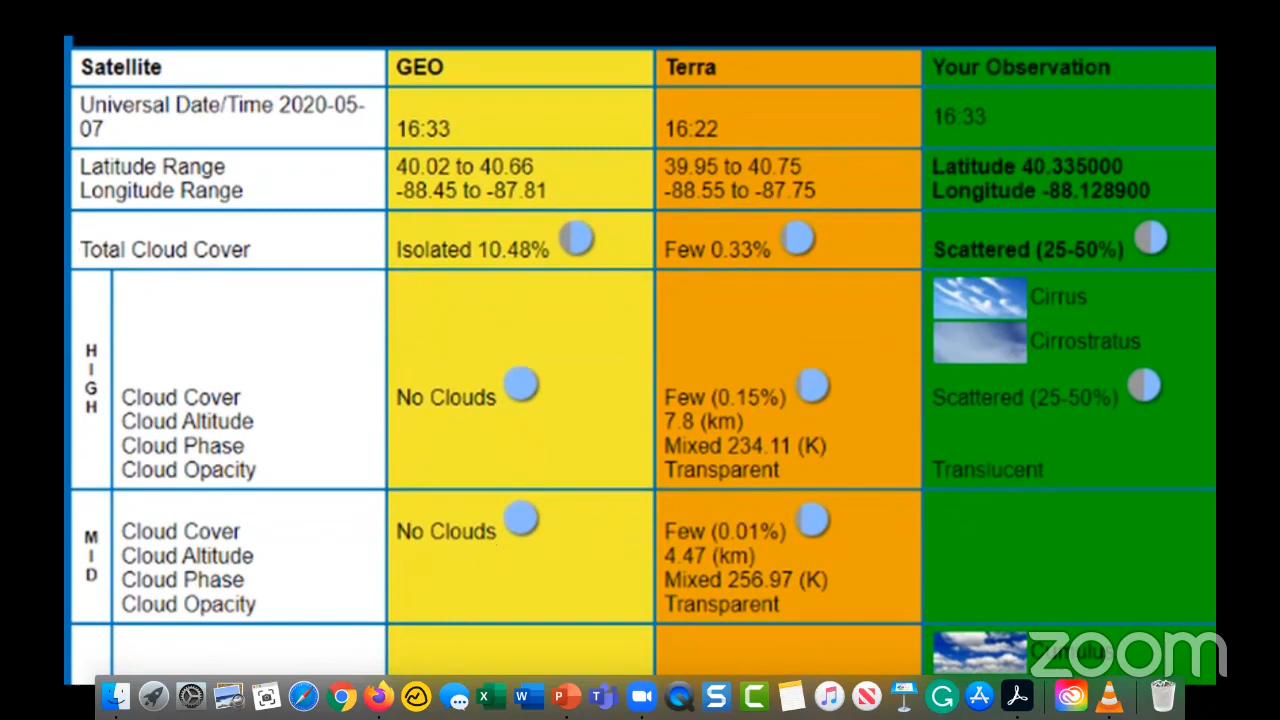 Satellite GEO Terra Your Observation
Universal Date/Time 2020-05-
07 16:33 16:22 16:33
Latitude Range 40.02 to 40.66 39.95 to 40.75 Latitude 40.335000
Longitude Range -88.45 to -87.81 -88.55 to -87.75 Longitude -88.128900
Total Cloud Cover Isolated 10.48% Few 0.33% Scattered (25-50%)
Cirrus
Cirrostratus
HIGH
Cloud Cover No Clouds Few (0.15%) Scattered (25-50%)
Cloud Altitude 7.8 (km)
Cloud Phase Mixed 234.11 (K)
Cloud Opacity Transparent Translucent
MID
Cloud Cover No Clouds Few (0.01%)
Cloud Altitude 4.47 (km)
Cloud Phase Mixed 256.97 (K)
Cloud Opacity Transparent
Cumulus
zoom